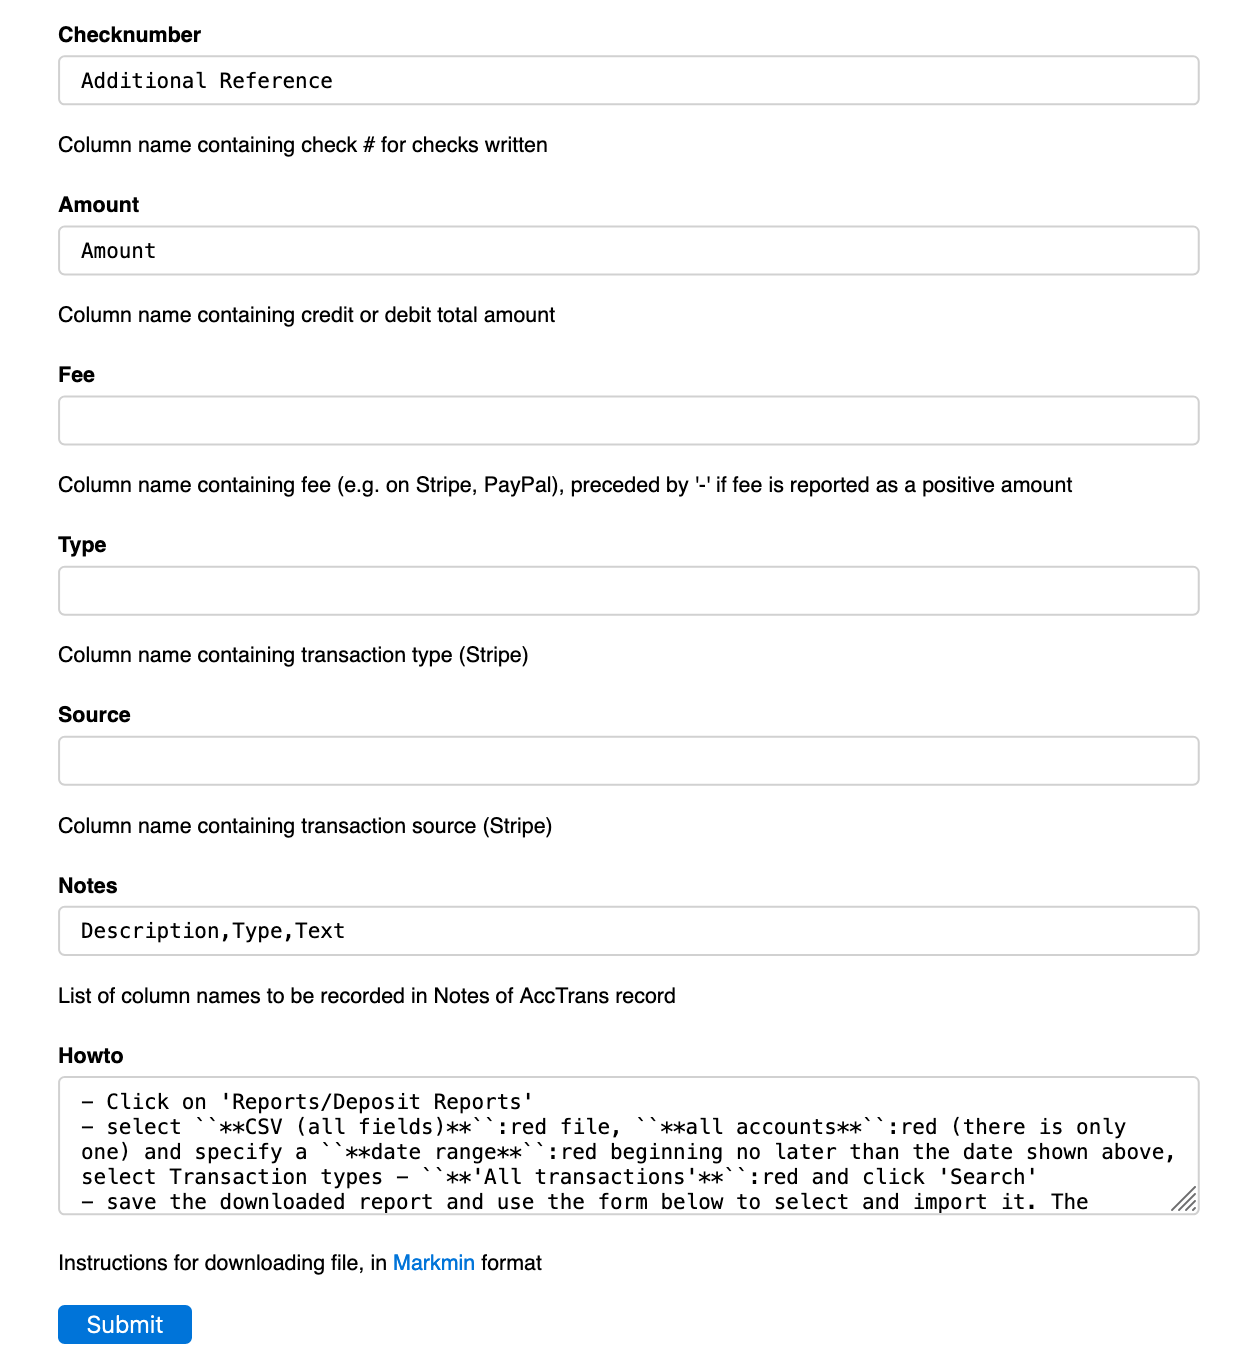 Checknumber
Additional Reference
Column name containing check # for checks written
Amount
Amount
Column name containing credit or debit total amount
Fee
Column name containing fee (e.g. on Stripe, PayPal), preceded by '-' if fee is reported as a positive amount
Type
Column name containing transaction type (Stripe)
Source
Column name containing transaction source (Stripe)
Notes
Description,Type,Text
List of column names to be recorded in Notes of AccTrans record
Howto
– Click on 'Reports/Deposit Reports'
– select ``**CSV (all fields)**``:red file, ``**all accounts**``:red (there is only
one) and specify a ``**date range**``:red beginning no later than the date shown above,
select Transaction types – ``**'All transactions'**``:red and click 'Search'
– save the downloaded report and use the form below to select and import it. The
Instructions for downloading file, in Markmin format
Submit